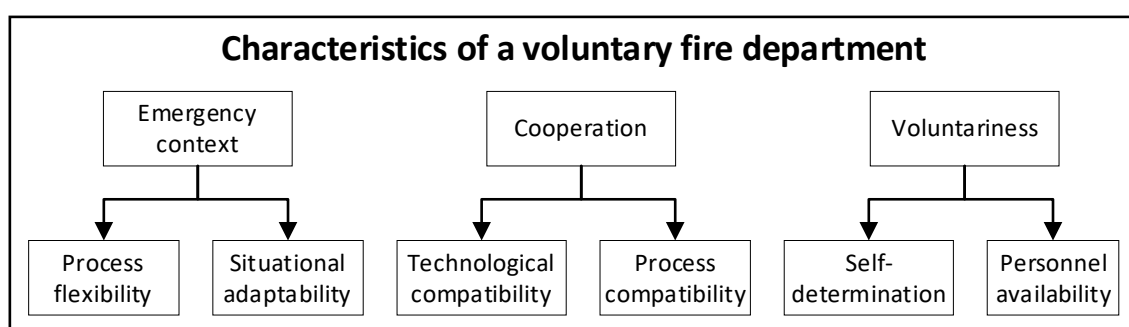 Characteristics of a voluntary fire department
Emergency
context
Cooperation
Voluntariness
Process
flexibility
Situational
adaptability
Technological
compatibility
Process
compatibility
Self-
determination
Personnel
availability